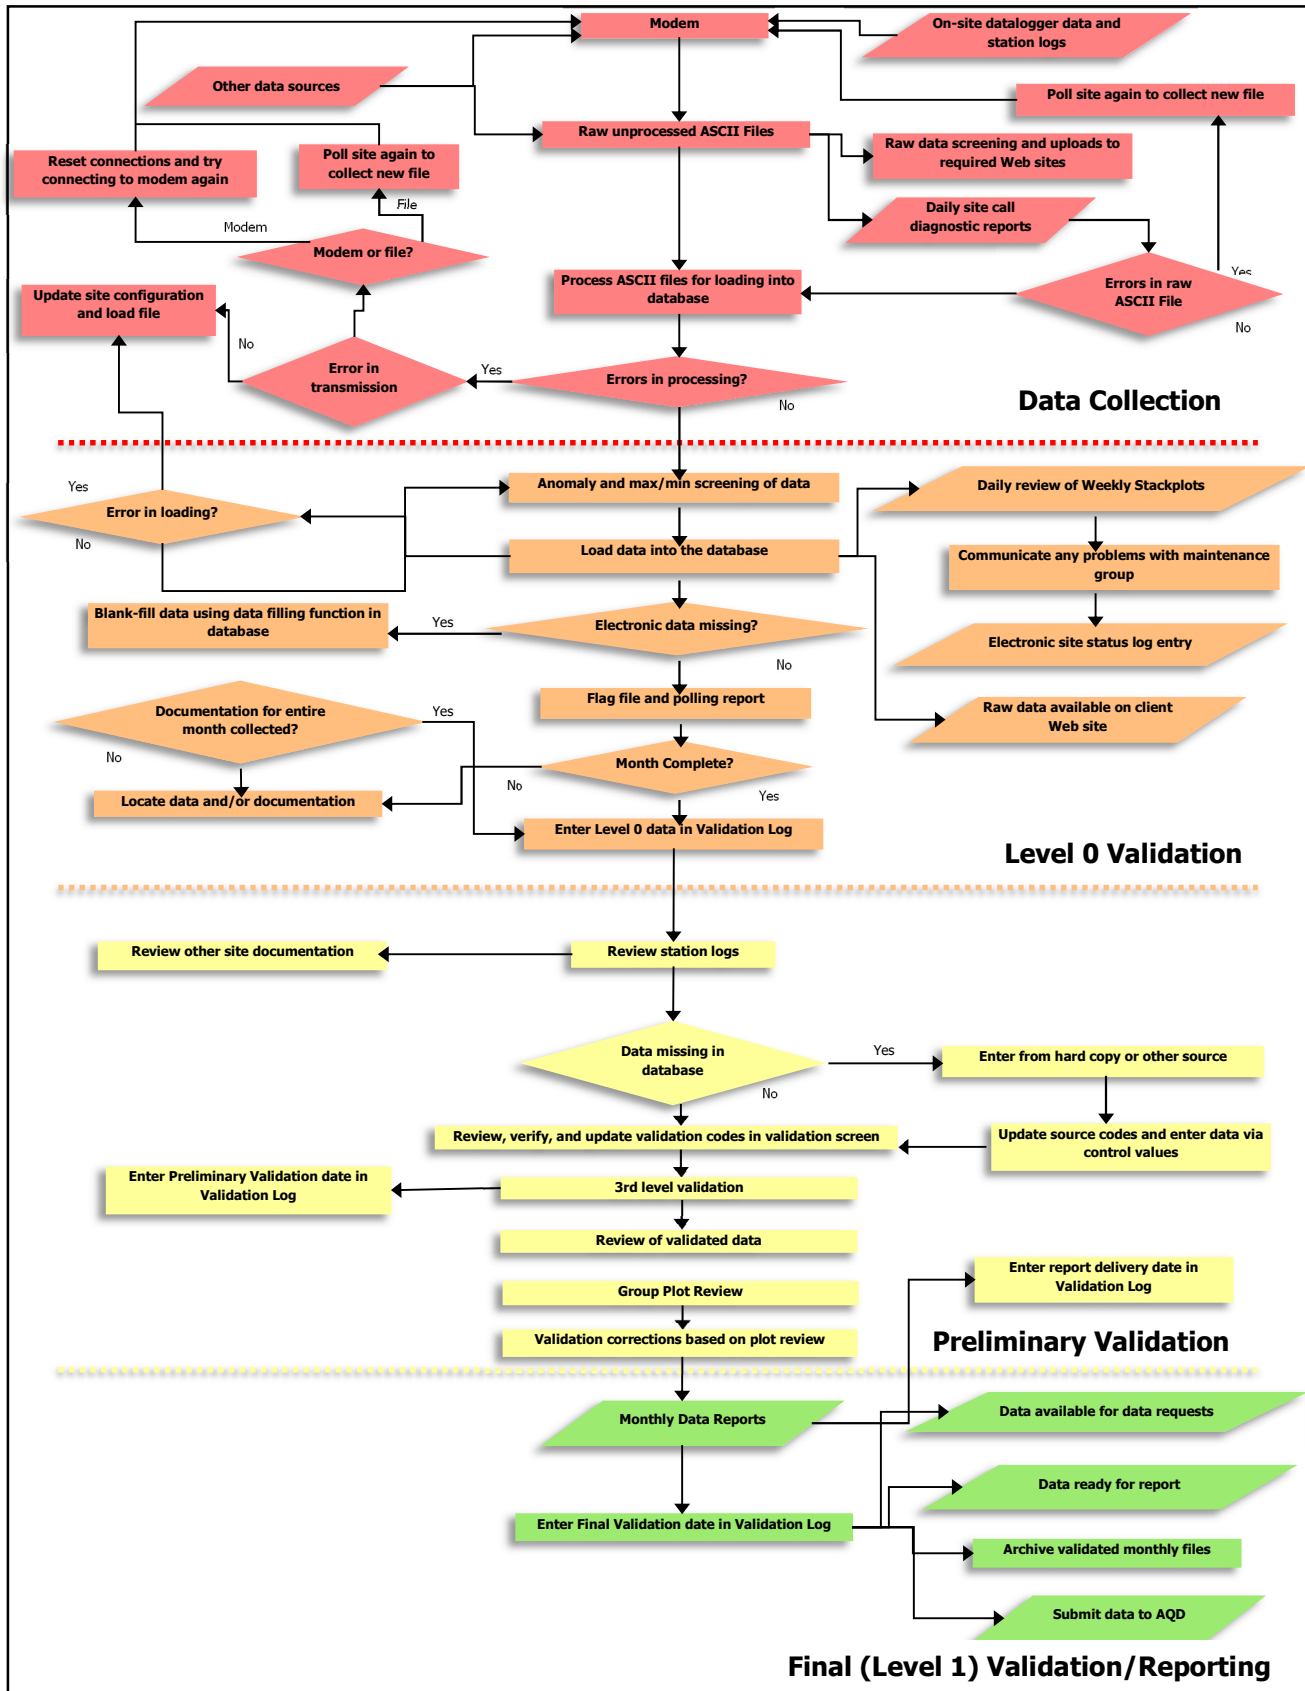 Modem
On-site datalogger data and
station logs
Other data sources
Poll site again to collect new file
Raw unprocessed ASCII Files
Raw data screening and uploads to
required Web sites
Reset connections and try
connecting to modem again
Poll site again to
collect new file
File
Modem
Daily site call
diagnostic reports
Modem or file?
Yes
Process ASCII files for loading into
database
Errors in raw
ASCII File
Update site configuration
and load file
No
No
Error in
transmission
Yes
Errors in processing?
No
Data Collection
Yes
Anomaly and max/min screening of data
Daily review of Weekly Stackplots
Error in loading?
No
Load data into the database
Communicate any problems with maintenance
group
Blank-fill data using data filling function in
database
Yes
Electronic data missing?
Electronic site status log entry
No
Flag file and polling report
Documentation for entire
month collected?
Yes
Raw data available on client
Web site
No
Month Complete?
No
Yes
Locate data and/or documentation
Enter Level 0 data in Validation Log
Level 0 Validation
Review other site documentation
Review station logs
Data missing in
database
Yes
Enter from hard copy or other source
No
Review, verify, and update validation codes in validation screen
Update source codes and enter data via
control values
Enter Preliminary Validation date in
Validation Log
3rd level validation
Review of validated data
Enter report delivery date in
Validation Log
Group Plot Review
Validation corrections based on plot review
Preliminary Validation
Monthly Data Reports
Data available for data requests
Data ready for report
Enter Final Validation date in Validation Log
Archive validated monthly files
Submit data to AQD
Final (Level 1) Validation/Reporting